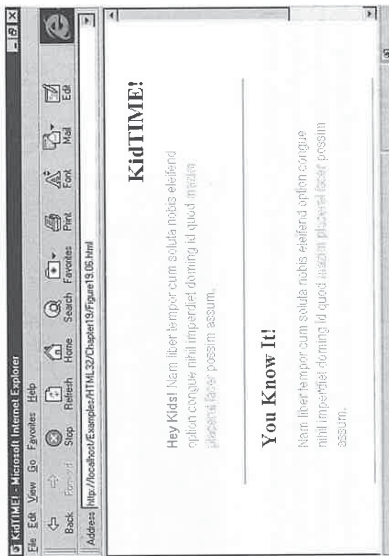 KidTIME! - Microsoft Internet Explorer
File Edit View Go Favorites Help
Back Forward Stop Refresh Home Search Favorites Print Font Mail Edit
Address http://localhost/Examples/HTML32/Chapter19/Figure19.06.html
KidTIME!
Hey Kids! Nam liber tempor cum soluta nobis eleifend
option congue nihil imperdiet doming id quod mazim
placerat facer possim assum.
You Know It!
Nam liber tempor cum soluta nobis eleifend option congue
nihil imperdiet doming id quod mazim placerat facer possim
assum.